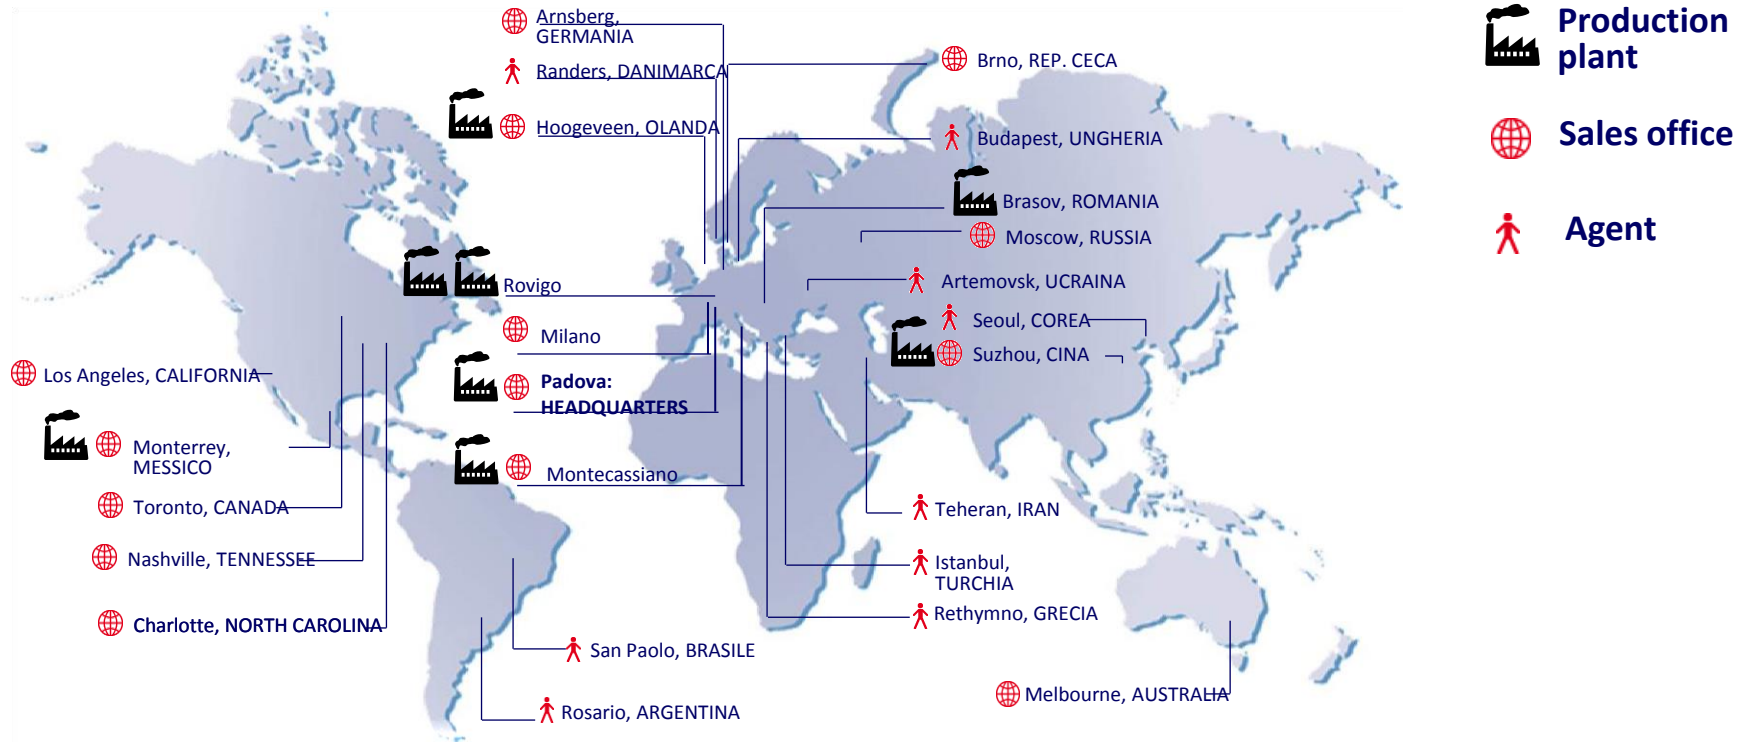 Arnsberg,
GERMANIA
Randers, DANIMARCA
Hoogeveen, OLANDA
Brno, REP. CECA
Budapest, UNGHERIA
Brasov, ROMANIA
Moscow, RUSSIA
Artemovsk, UCRAINA
Seoul, COREA
Suzhou, CINA
Rovigo
Milano
Padova:
HEADQUARTERS
Montecassiano
Los Angeles, CALIFORNIA
Monterrey,
MESSICO
Toronto, CANADA
Nashville, TENNESSEE
Charlotte, NORTH CAROLINA
San Paolo, BRASILE
Rosario, ARGENTINA
Teheran, IRAN
Istanbul,
TURCHIA
Rethymno, GRECIA
Melbourne, AUSTRALIA
Production
plant
Sales office
Agent